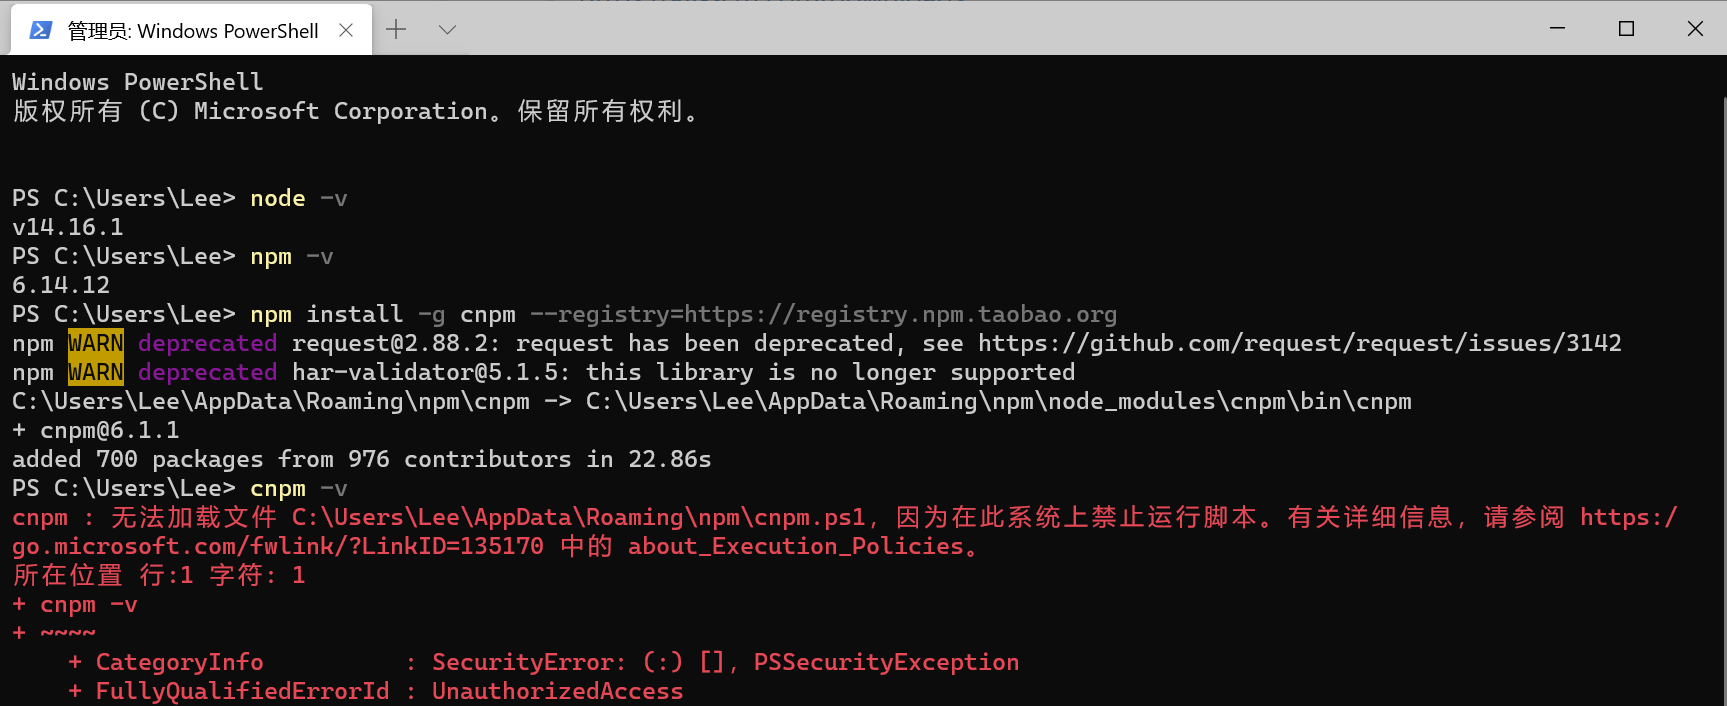 管理员: Windows PowerShell
Windows PowerShell
版权所有 (C) Microsoft Corporation。保留所有权利。
PS C:\Users\Lee> node -v
v14.16.1
PS C:\Users\Lee> npm -v
6.14.12
PS C:\Users\Lee> npm install -g cnpm --registry=https://registry.npm.taobao.org
npm WARN deprecated request@2.88.2: request has been deprecated, see https://github.com/request/request/issues/3142
npm WARN deprecated har-validator@5.1.5: this library is no longer supported
C:\Users\Lee\AppData\Roaming\npm\cnpm -> C:\Users\Lee\AppData\Roaming\npm\node_modules\cnpm\bin\cnpm
+ cnpm@6.1.1
added 700 packages from 976 contributors in 22.86s
PS C:\Users\Lee> cnpm -v
cnpm : 无法加载文件 C:\Users\Lee\AppData\Roaming\npm\cnpm.ps1，因为在此系统上禁止运行脚本。有关详细信息，请参阅 https:/
go.microsoft.com/fwlink/?LinkID=135170 中的 about_Execution_Policies。
所在位置 行:1 字符: 1
+ cnpm -v
+ ~~~~
+ CategoryInfo : SecurityError: (:) []，PSSecurityException
+ FullyQualifiedErrorId : UnauthorizedAccess